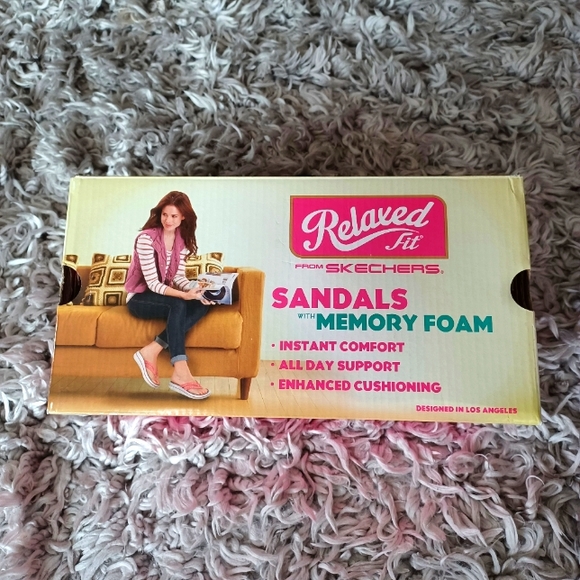 Relaxed
Fit®
FROM SKECHERS®
SANDALS
WITH MEMORY FOAM
• INSTANT COMFORT
• ALL DAY SUPPORT
• ENHANCED CUSHIONING
DESIGNED IN LOS ANGELES